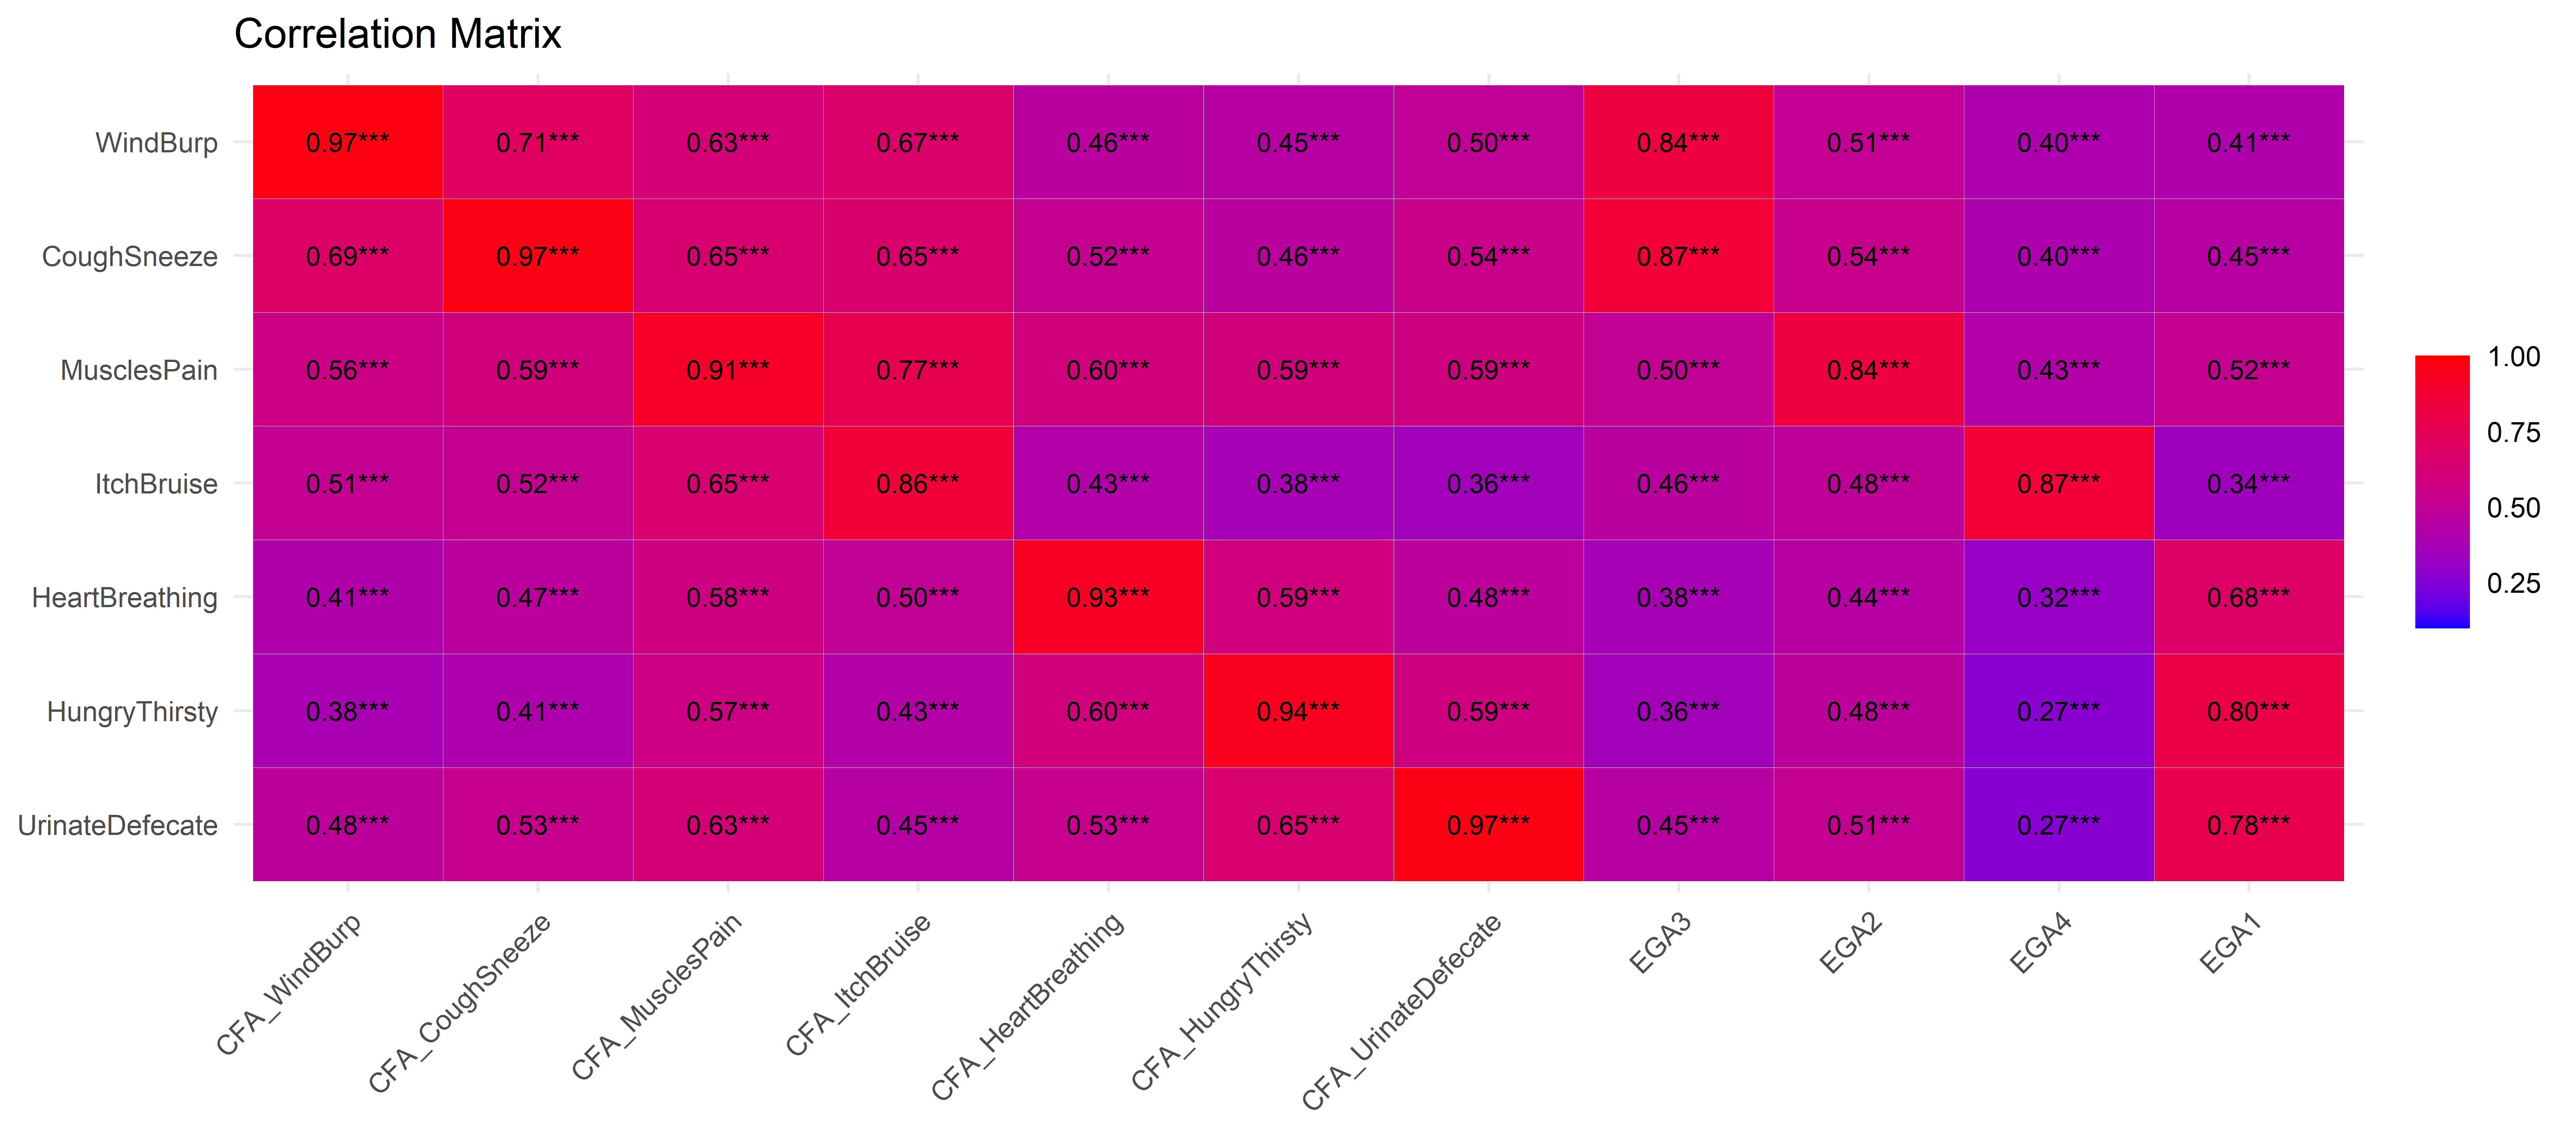 Correlation Matrix
WindBurp 0.97*** 0.71*** 0.63*** 0.67*** 0.46*** 0.45*** 0.50*** 0.84*** 0.51*** 0.40*** 0.41***
CoughSneeze 0.69*** 0.97*** 0.65*** 0.65*** 0.52*** 0.46*** 0.54*** 0.87*** 0.54*** 0.40*** 0.45***
MusclesPain 0.56*** 0.59*** 0.91*** 0.77*** 0.60*** 0.59*** 0.59*** 0.50*** 0.84*** 0.43*** 0.52***
ItchBruise 0.51*** 0.52*** 0.65*** 0.86*** 0.43*** 0.38*** 0.36*** 0.46*** 0.48*** 0.87*** 0.34***
HeartBreathing 0.41*** 0.47*** 0.58*** 0.50*** 0.93*** 0.59*** 0.48*** 0.38*** 0.44*** 0.32*** 0.68***
HungryThirsty 0.38*** 0.41*** 0.57*** 0.43*** 0.60*** 0.94*** 0.59*** 0.36*** 0.48*** 0.27*** 0.80***
UrinateDefecate 0.48*** 0.53*** 0.63*** 0.45*** 0.53*** 0.65*** 0.97*** 0.45*** 0.51*** 0.27*** 0.78***
CFA_WindBurp CFA_CoughSneeze CFA_MusclesPain CFA_ItchBruise CFA_HeartBreathing CFA_HungryThirsty CFA_UrinateDefecate EGA3 EGA2 EGA4 EGA1
1.00
0.75
0.50
0.25